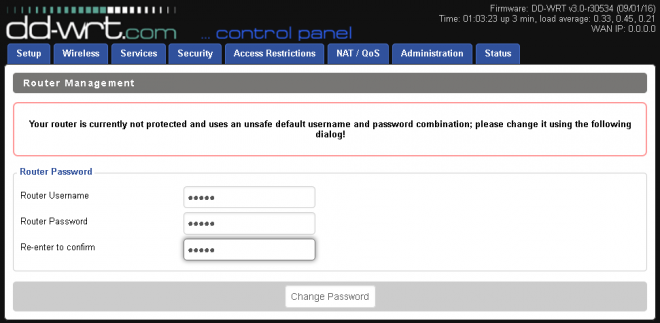 Firmware: DD-WRT v3.0-r30534 (09/01/16)
Time: 01:03:23 up 3 min, load average: 0.33, 0.45, 0.21
WAN IP: 0.0.0.0
dd-wrt.com ... control panel
Setup Wireless Services Security Access Restrictions NAT / QoS Administration Status
Router Management
Your router is currently not protected and uses an unsafe default username and password combination; please change it using the following
dialog!
Router Password
Router Username ●●●●●
Router Password ●●●●●
Re-enter to confirm ●●●●●
Change Password